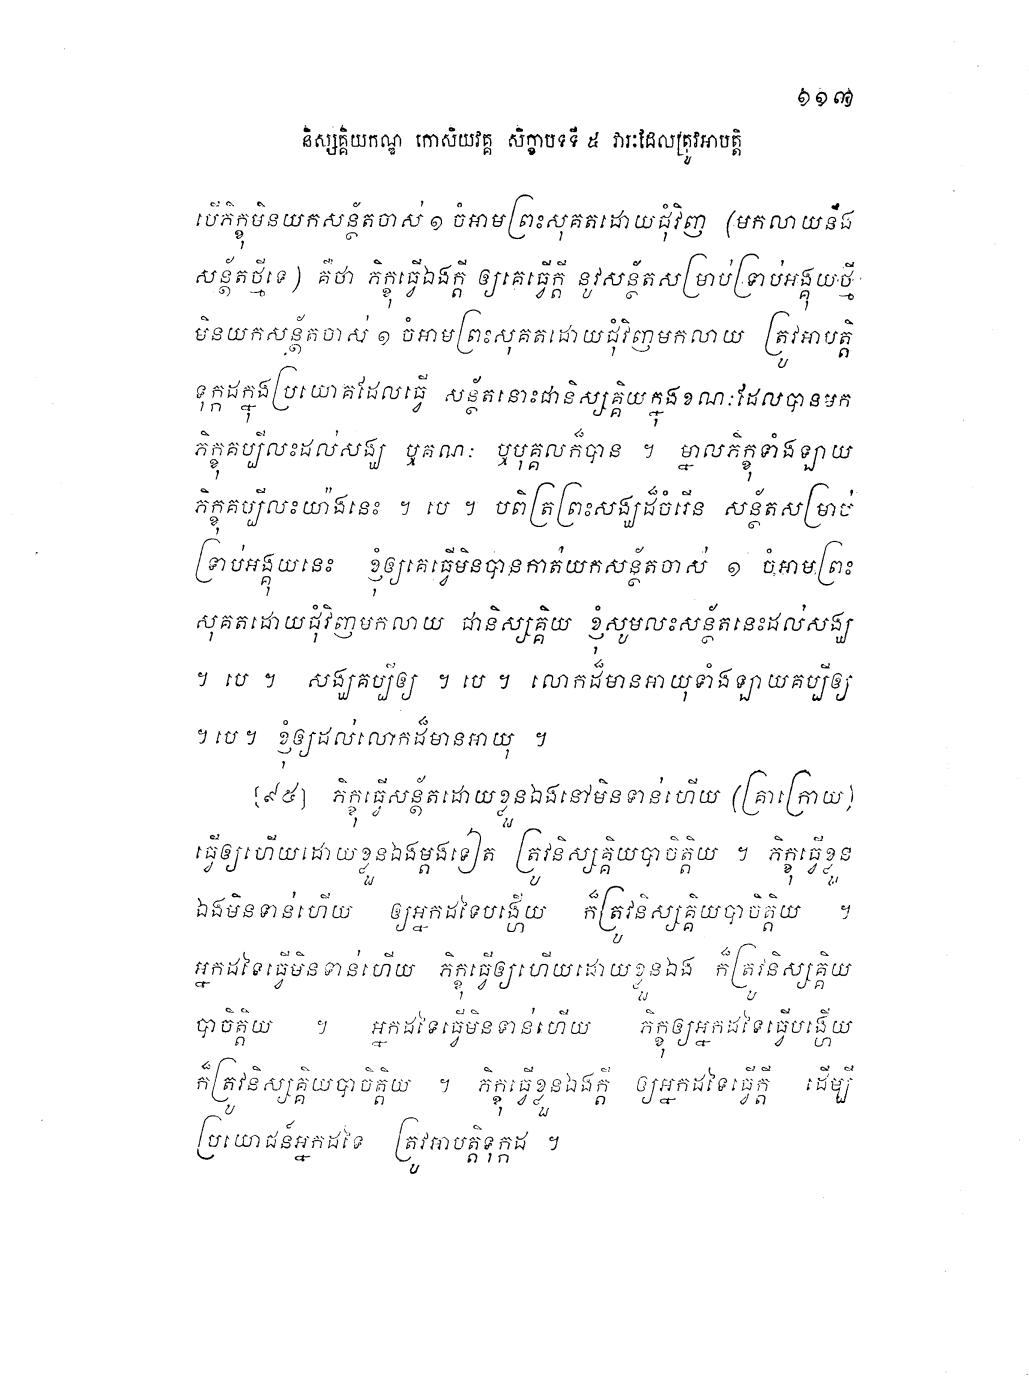 ១១៧
និស្សគ្គិយកណ្ឌ កោសិយវគ្គ សិក្ខាបទទី ៥ វារៈដែលត្រូវអាបត្តិ
បើភិក្ខុមិនយកសន្ថ័តចាស់ ១ ចំអាមព្រះសុគតដោយជុំវិញ (មកលាយនឹង
សន្ថ័តថ្មីទេ) គឺថា ភិក្ខុធ្វើឯងក្តី ឲ្យគេធ្វើក្តី នូវសន្ថ័តសម្រាប់ទ្រាប់អង្គុយថ្មី
មិនយកសន្ថ័តចាស់ ១ ចំអាមព្រះសុគតដោយជុំវិញមកលាយ ត្រូវអាបត្តិ
ទុក្កដក្នុងប្រយោគដែលធ្វើ សន្ថ័តនោះជានិស្សគ្គិយក្នុងខណៈដែលបានមក
ភិក្ខុគប្បីលះដល់សង្ឃ ឬគណៈ ឬបុគ្គលក៏បាន ។ ម្នាលភិក្ខុទាំងឡាយ
ភិក្ខុគប្បីលះយ៉ាងនេះ ។ បេ ។ បពិត្រព្រះសង្ឃដ៏ចំរើន សន្ថ័តសម្រាប់
ទ្រាប់អង្គុយនេះ ខ្ញុំឲ្យគេធ្វើមិនបានកាត់យកសន្ថ័តចាស់ ១ ចំអាមព្រះ
សុគតដោយជុំវិញមកលាយ ជានិស្សគ្គិយ ខ្ញុំសូមលះសន្ថ័តនេះដល់សង្ឃ
។ បេ ។ សង្ឃគប្បីឲ្យ ។ បេ ។ លោកដ៏មានអាយុទាំងឡាយគប្បីឲ្យ
។ បេ ។ ខ្ញុំឲ្យដល់លោកដ៏មានអាយុ ។
[៩៥] ភិក្ខុធ្វើសន្ថ័តដោយខ្លួនឯងនៅមិនទាន់ហើយ (គ្រាក្រោយ)
ធ្វើឲ្យហើយដោយខ្លួនឯងម្តងទៀត ត្រូវនិស្សគ្គិយបាចិត្តិយ ។ ភិក្ខុធ្វើខ្លួន
ឯងមិនទាន់ហើយ ឲ្យអ្នកដទៃបង្ហើយ ក៏ត្រូវនិស្សគ្គិយបាចិត្តិយ ។
អ្នកដទៃធ្វើមិនទាន់ហើយ ភិក្ខុធ្វើឲ្យហើយដោយខ្លួនឯង ក៏ត្រូវនិស្សគ្គិយ
បាចិត្តិយ ។ អ្នកដទៃធ្វើមិនទាន់ហើយ ភិក្ខុឲ្យអ្នកដទៃធ្វើបង្ហើយ
ក៏ត្រូវនិស្សគ្គិយបាចិត្តិយ ។ ភិក្ខុធ្វើខ្លួនឯងក្តី ឲ្យអ្នកដទៃធ្វើក្តី ដើម្បី
ប្រយោជន៍អ្នកដទៃ ត្រូវអាបត្តិទុក្កដ ។